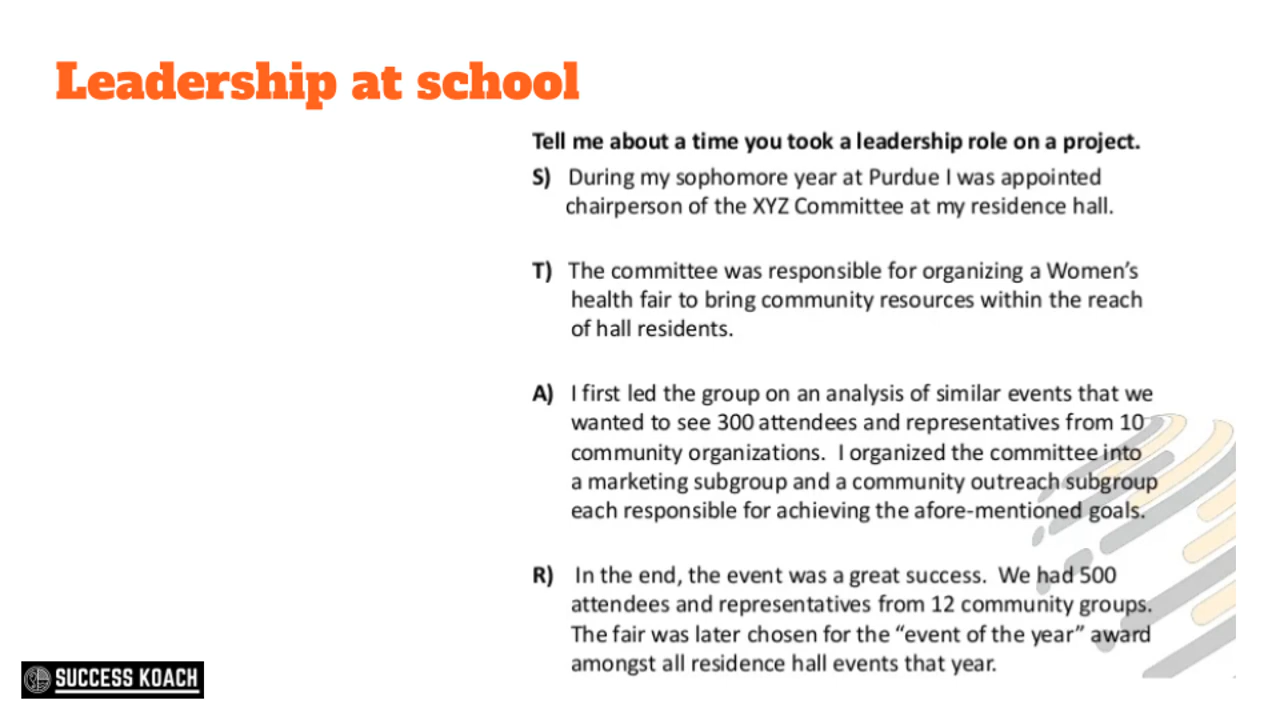 Leadership at school
Tell me about a time you took a leadership role on a project.
S) During my sophomore year at Purdue I was appointed
chairperson of the XYZ Committee at my residence hall.
T) The committee was responsible for organizing a Women's
health fair to bring community resources within the reach
of hall residents.
A) I first led the group on an analysis of similar events that we
wanted to see 300 attendees and representatives from 10
community organizations. I organized the committee into
a marketing subgroup and a community outreach subgroup
each responsible for achieving the afore-mentioned goals.
R) In the end, the event was a great success. We had 500
attendees and representatives from 12 community groups.
The fair was later chosen for the “event of the year” award
amongst all residence hall events that year.
SUCCESS KOACH